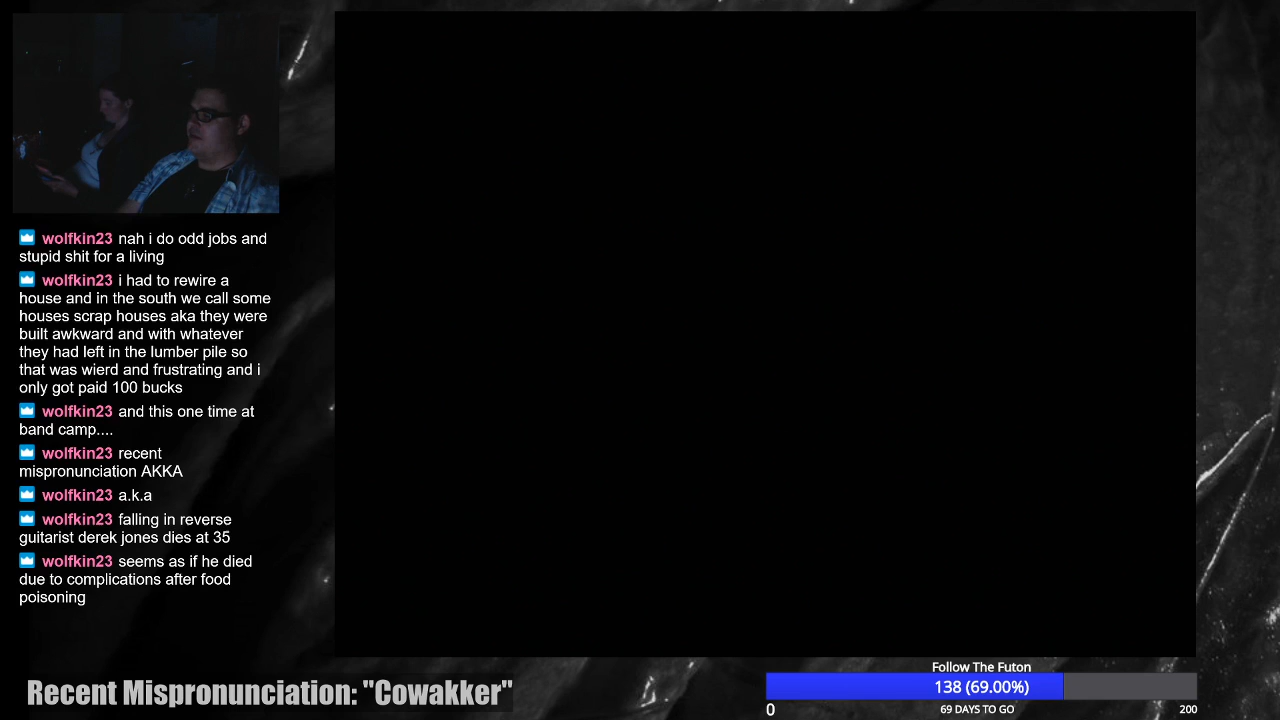 wolfkin23 nah i do odd jobs and
stupid shit for a living
wolfkin23 i had to rewire a
house and in the south we call some
houses scrap houses aka they were
built awkward and with whatever
they had left in the lumber pile so
that was wierd and frustrating and i
only got paid 100 bucks
wolfkin23 and this one time at
band camp....
wolfkin23 recent
mispronunciation AKKA
wolfkin23 a.k.a
wolfkin23 falling in reverse
guitarist derek jones dies at 35
wolfkin23 seems as if he died
due to complications after food
poisoning
Recent Mispronunciation: "Cowakker"
Follow The Futon
138 (69.00%)
0 69 DAYS TO GO 200